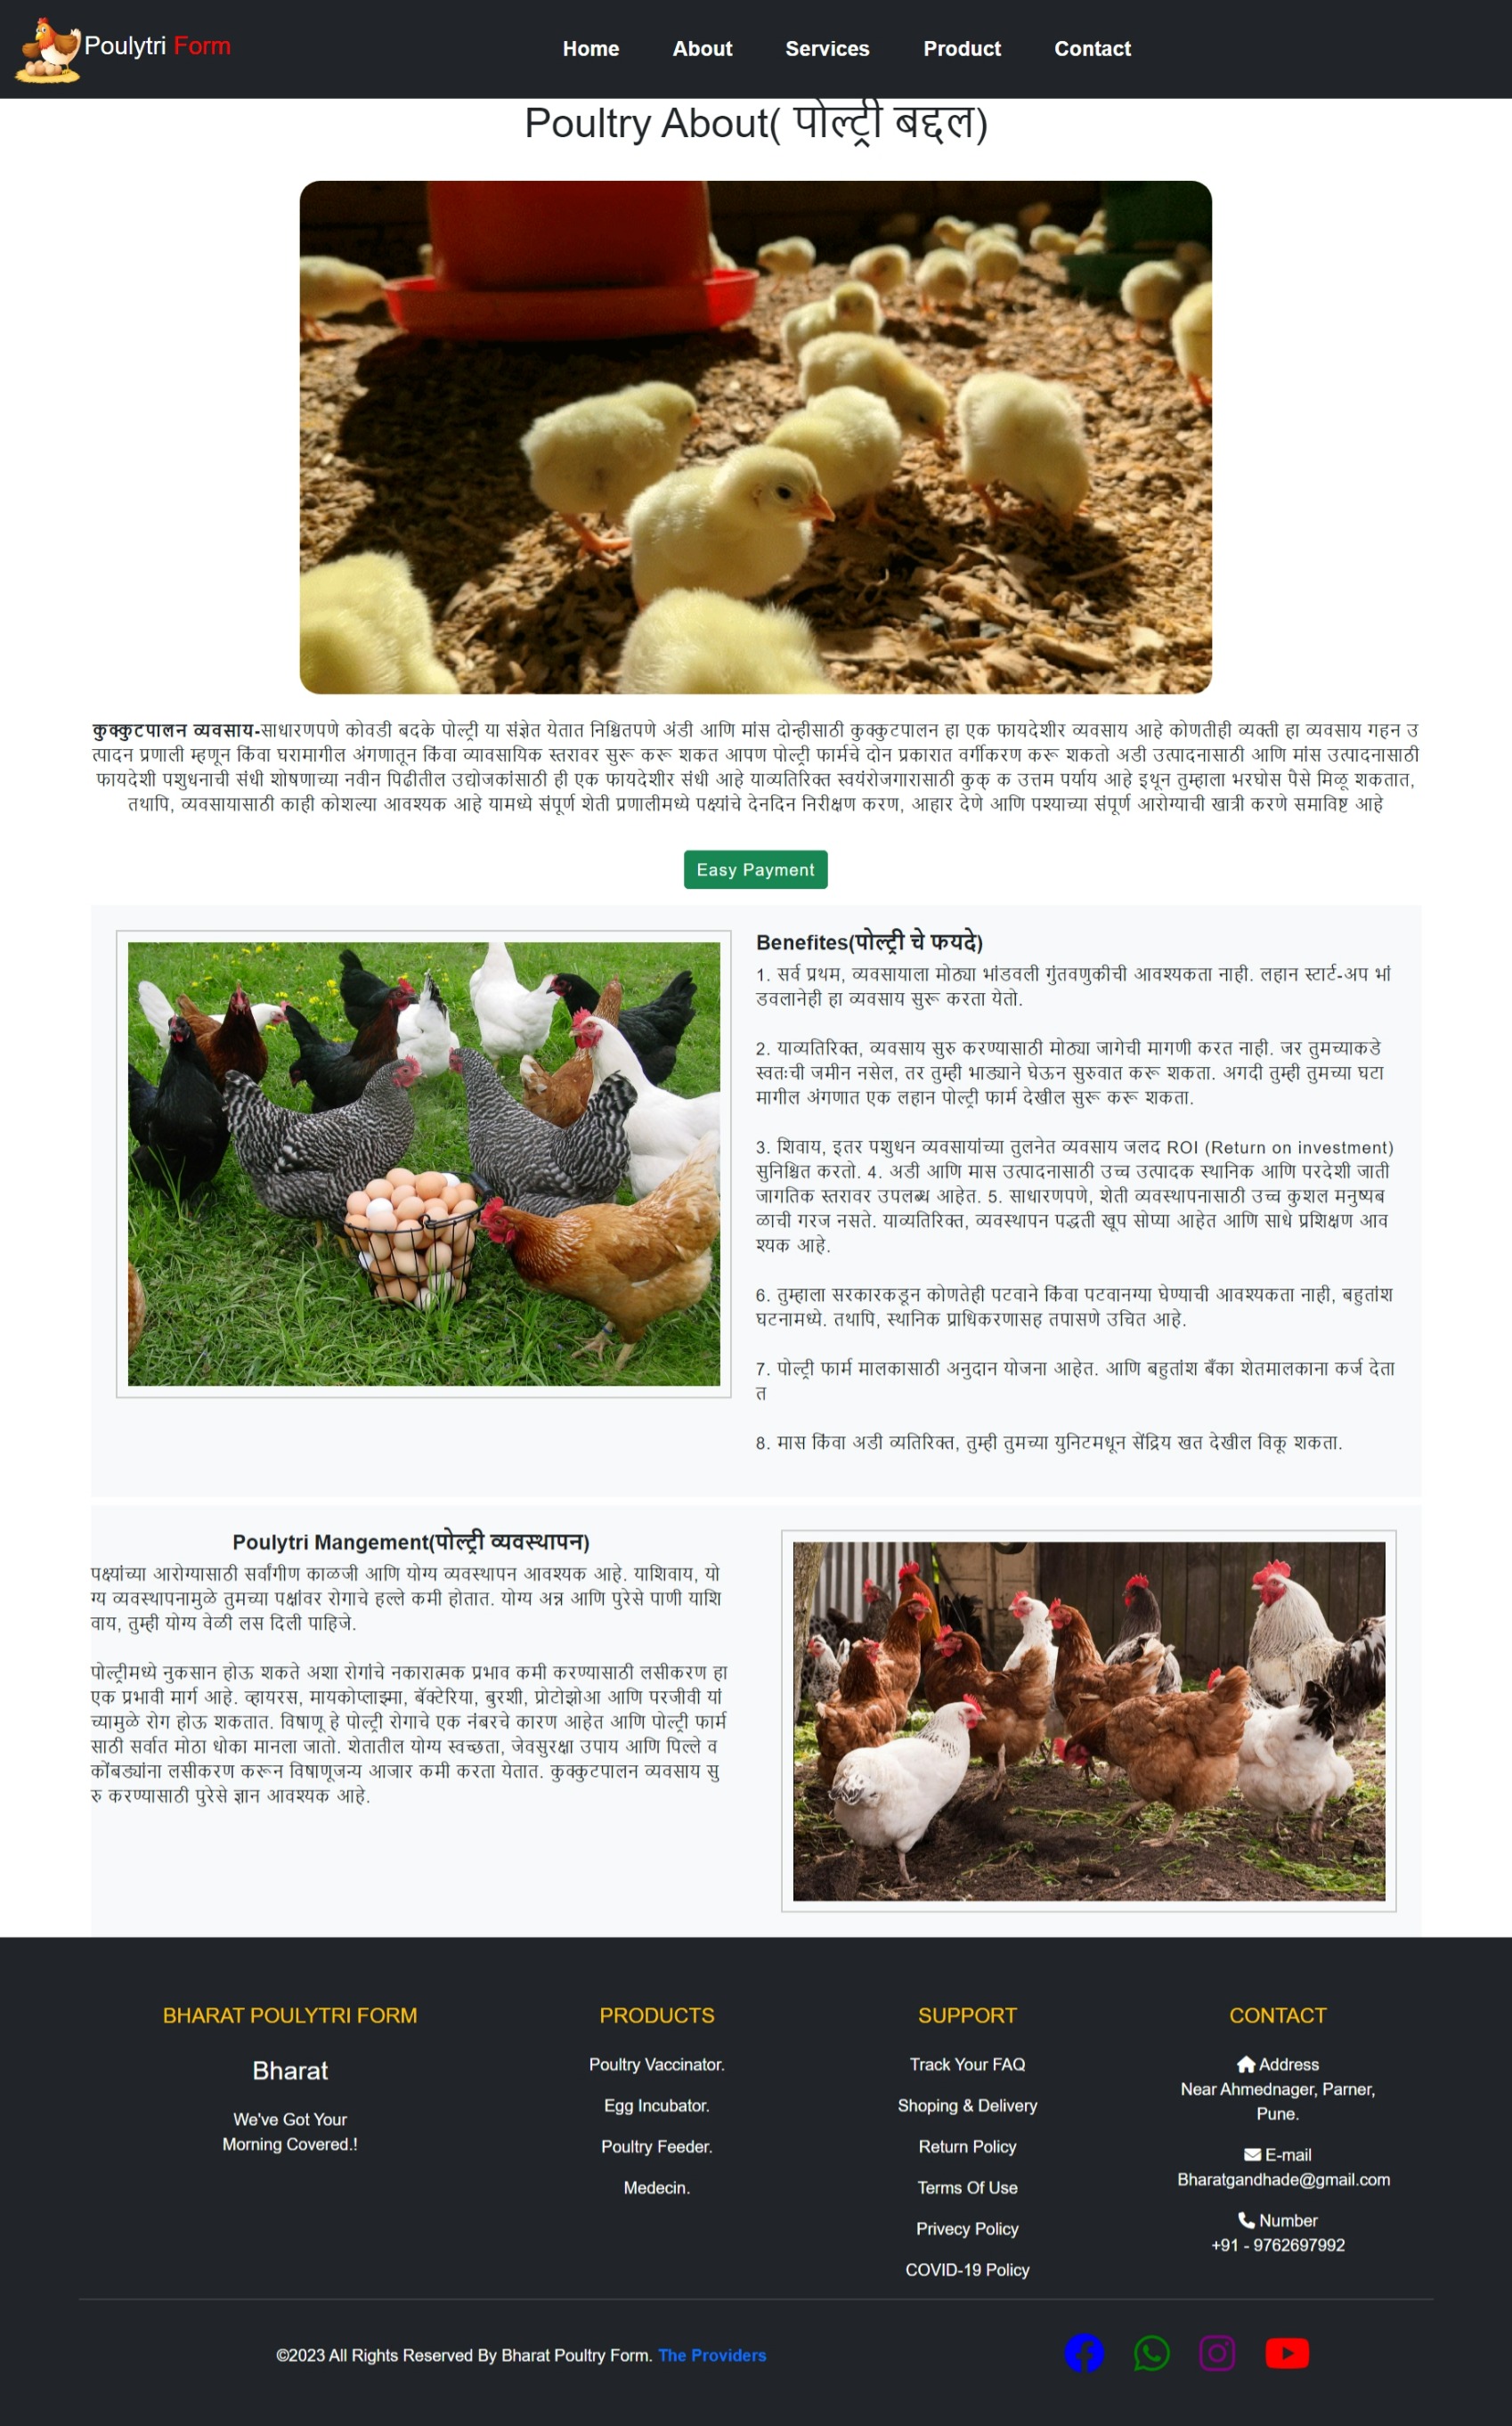 Poulytri Form
Home About Services Product Contact
Poultry About( पोल्ट्री बद्दल)
कुक्कुटपालन व्यवसाय-साधारणपणे कोवडी बदके पोल्ट्री या संज्ञेत येतात निश्चितपणे अंडी आणि मांस दोन्हीसाठी कुक्कुटपालन हा एक फायदेशीर व्यवसाय आहे कोणतीही व्यक्ती हा व्यवसाय गहन उ
त्पादन प्रणाली म्हणून किंवा घरामागील अंगणातून किंवा व्यावसायिक स्तरावर सुरू करू शकत आपण पोल्ट्री फार्मचे दोन प्रकारात वर्गीकरण करू शकतो अडी उत्पादनासाठी आणि मांस उत्पादनासाठी
फायदेशी पशुधनाची संधी शोषणाच्या नवीन पिढीतील उद्योजकांसाठी ही एक फायदेशीर संधी आहे याव्यतिरिक्त स्वयंरोजगारासाठी कुक् क उत्तम पर्याय आहे इथून तुम्हाला भरघोस पैसे मिळू शकतात,
तथापि, व्यवसायासाठी काही कोशल्या आवश्यक आहे यामध्ये संपूर्ण शेती प्रणालीमध्ये पक्ष्यांचे देनदिन निरीक्षण करण, आहार देणे आणि पश्याच्या संपूर्ण आरोग्याची खात्री करणे समाविष्ट आहे
Easy Payment
Benefites(पोल्ट्री चे फयदे)
1. सर्व प्रथम, व्यवसायाला मोठ्या भांडवली गुंतवणुकीची आवश्यकता नाही. लहान स्टार्ट-अप भां
डवलानेही हा व्यवसाय सुरू करता येतो.
2. याव्यतिरिक्त, व्यवसाय सुरु करण्यासाठी मोठ्या जागेची मागणी करत नाही. जर तुमच्याकडे
स्वतःची जमीन नसेल, तर तुम्ही भाड्याने घेऊन सुरुवात करू शकता. अगदी तुम्ही तुमच्या घटा
मागील अंगणात एक लहान पोल्ट्री फार्म देखील सुरू करू शकता.
3. शिवाय, इतर पशुधन व्यवसायांच्या तुलनेत व्यवसाय जलद ROI (Return on investment)
सुनिश्चित करतो. 4. अडी आणि मास उत्पादनासाठी उच्च उत्पादक स्थानिक आणि परदेशी जाती
जागतिक स्तरावर उपलब्ध आहेत. 5. साधारणपणे, शेती व्यवस्थापनासाठी उच्च कुशल मनुष्यब
ळाची गरज नसते. याव्यतिरिक्त, व्यवस्थापन पद्धती खूप सोप्या आहेत आणि साधे प्रशिक्षण आव
श्यक आहे.
6. तुम्हाला सरकारकडून कोणतेही पटवाने किंवा पटवानग्या घेण्याची आवश्यकता नाही, बहुतांश
घटनामध्ये. तथापि, स्थानिक प्राधिकरणासह तपासणे उचित आहे.
7. पोल्ट्री फार्म मालकासाठी अनुदान योजना आहेत. आणि बहुतांश बँका शेतमालकाना कर्ज देता
त
8. मास किंवा अडी व्यतिरिक्त, तुम्ही तुमच्या युनिटमधून सेंद्रिय खत देखील विकू शकता.
Poulytri Mangement(पोल्ट्री व्यवस्थापन)
पक्ष्यांच्या आरोग्यासाठी सर्वांगीण काळजी आणि योग्य व्यवस्थापन आवश्यक आहे. याशिवाय, यो
ग्य व्यवस्थापनामुळे तुमच्या पक्षांवर रोगाचे हल्ले कमी होतात. योग्य अन्न आणि पुरेसे पाणी याशि
वाय, तुम्ही योग्य वेळी लस दिली पाहिजे.
पोल्ट्रीमध्ये नुकसान होऊ शकते अशा रोगांचे नकारात्मक प्रभाव कमी करण्यासाठी लसीकरण हा
एक प्रभावी मार्ग आहे. व्हायरस, मायकोप्लाझ्मा, बॅक्टेरिया, बुरशी, प्रोटोझोआ आणि परजीवी यां
च्यामुळे रोग होऊ शकतात. विषाणू हे पोल्ट्री रोगाचे एक नंबरचे कारण आहेत आणि पोल्ट्री फार्म
साठी सर्वात मोठा धोका मानला जातो. शेतातील योग्य स्वच्छता, जेवसुरक्षा उपाय आणि पिल्ले व
कोंबड्यांना लसीकरण करून विषाणूजन्य आजार कमी करता येतात. कुक्कुटपालन व्यवसाय सु
रु करण्यासाठी पुरेसे ज्ञान आवश्यक आहे.
BHARAT POULYTRI FORM
Bharat
We've Got Your
Morning Covered.!
PRODUCTS
Poultry Vaccinator.
Egg Incubator.
Poultry Feeder.
Medecin.
SUPPORT
Track Your FAQ
Shoping & Delivery
Return Policy
Terms Of Use
Privecy Policy
COVID-19 Policy
CONTACT
Address
Near Ahmednager, Parner,
Pune.
E-mail
Bharatgandhade@gmail.com
Number
+91 - 9762697992
©2023 All Rights Reserved By Bharat Poultry Form. The Providers